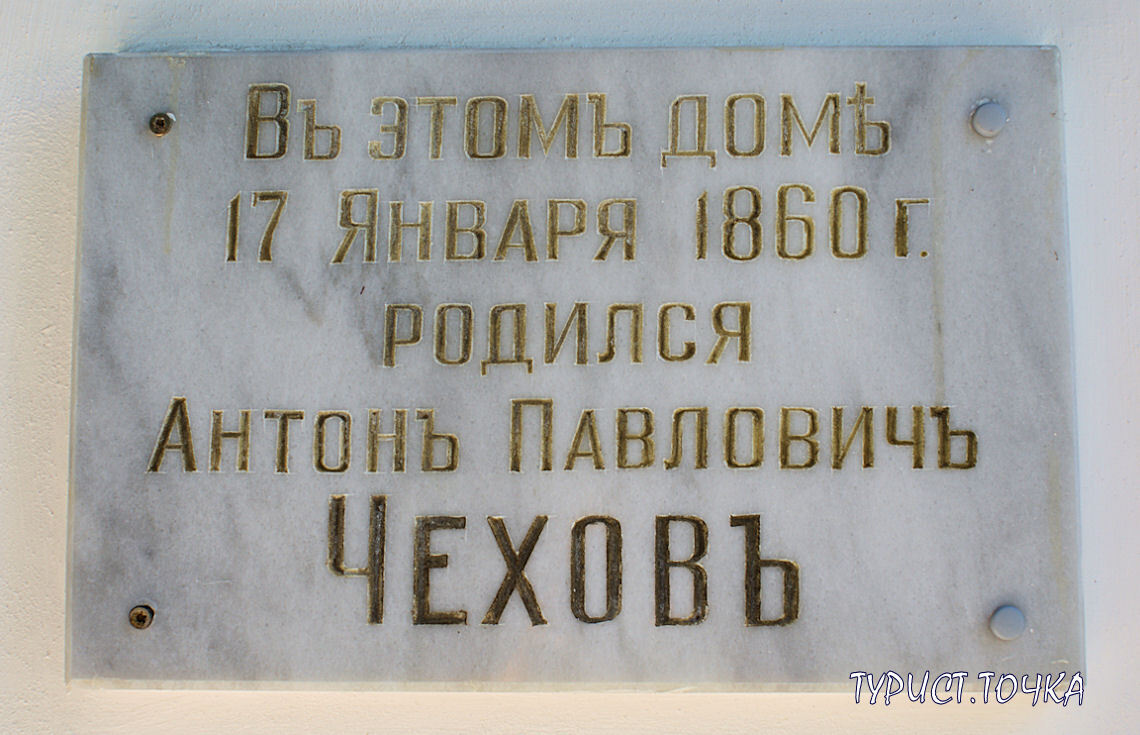 Въ этомъ домѣ
17 Января 1860 г.
родился
Антонъ Павловичъ
Чеховъ
ТУРИСТ.ТОЧКА